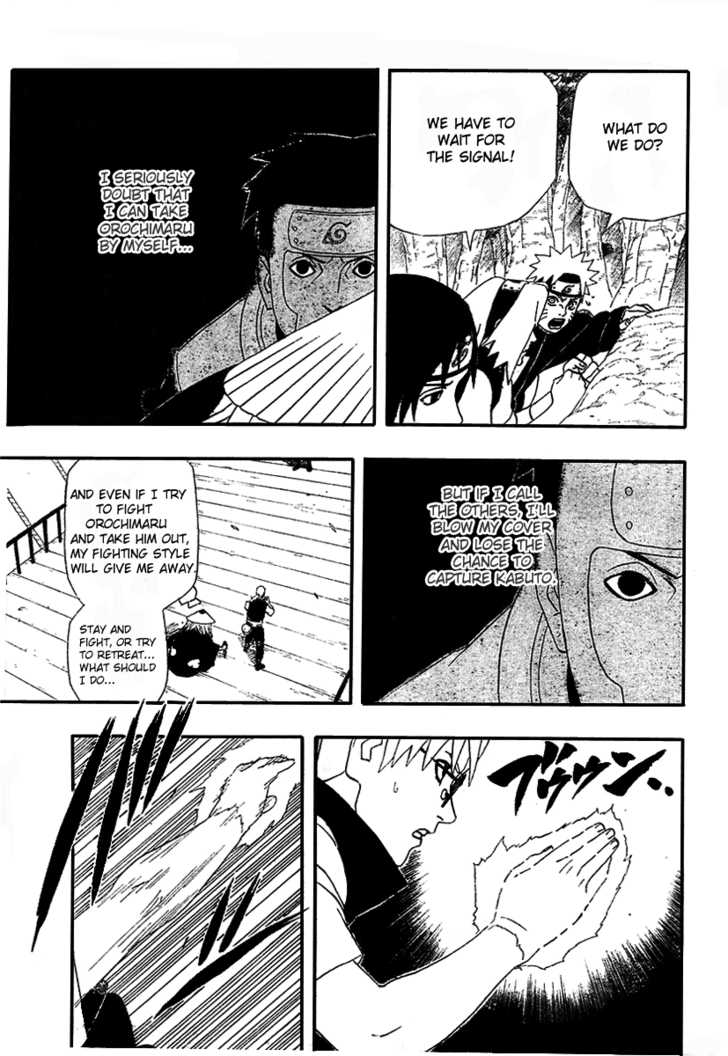 WHAT DO
WE DO?
WE HAVE TO
WAIT FOR
THE SIGNAL!
I SERIOUSLY
DOUBT THAT
I CAN TAKE
OROCHIMARU
BY MYSELF...
BUT IF I CALL
THE OTHERS, I'LL
BLOW MY COVER
AND LOSE THE
CHANCE TO
CAPTURE KABUTO.
AND EVEN IF I TRY
TO FIGHT
OROCHIMARU
AND TAKE HIM OUT,
MY FIGHTING STYLE
WILL GIVE ME AWAY.
STAY AND
FIGHT, OR TRY
TO RETREAT...
WHAT SHOULD
I DO...
ブゥゥン..